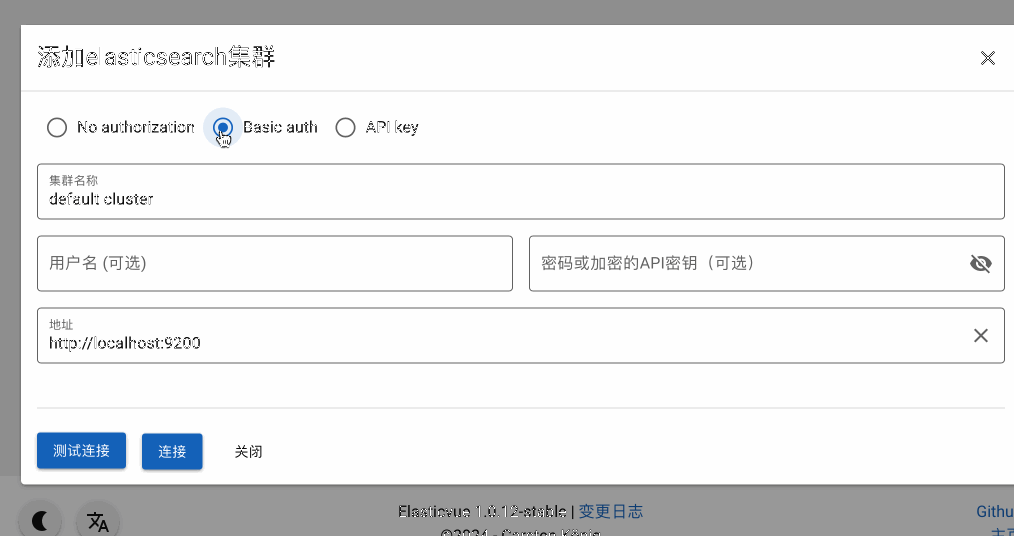 添加elasticsearch集群
No authorization Basic auth API key
集群名称
default cluster
用户名 (可选) 密码或加密的API密钥（可选）
地址
http://localhost:9200
测试连接 连接 关闭
Elasticvue 1.0.12-stable | 变更日志 Githu
©2024 - Carsten König